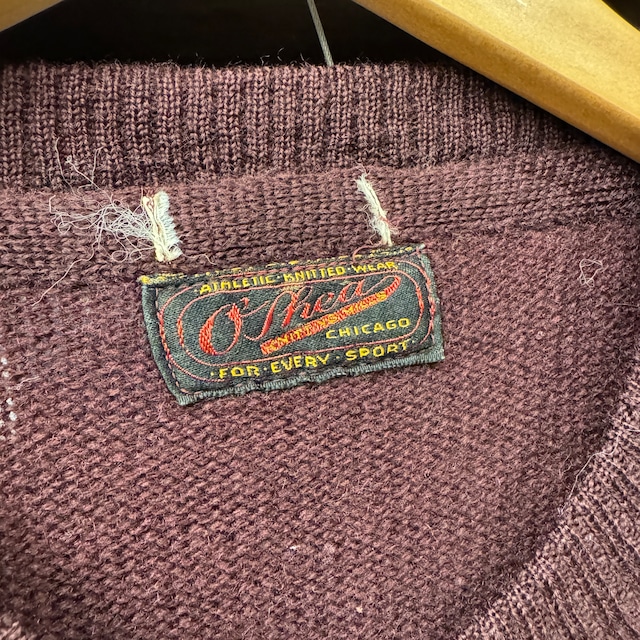 ATHLETIC · KNITTED · WEAR
O'Shea
KNITTING MILLS
CHICAGO
· FOR · EVERY · SPORT ·